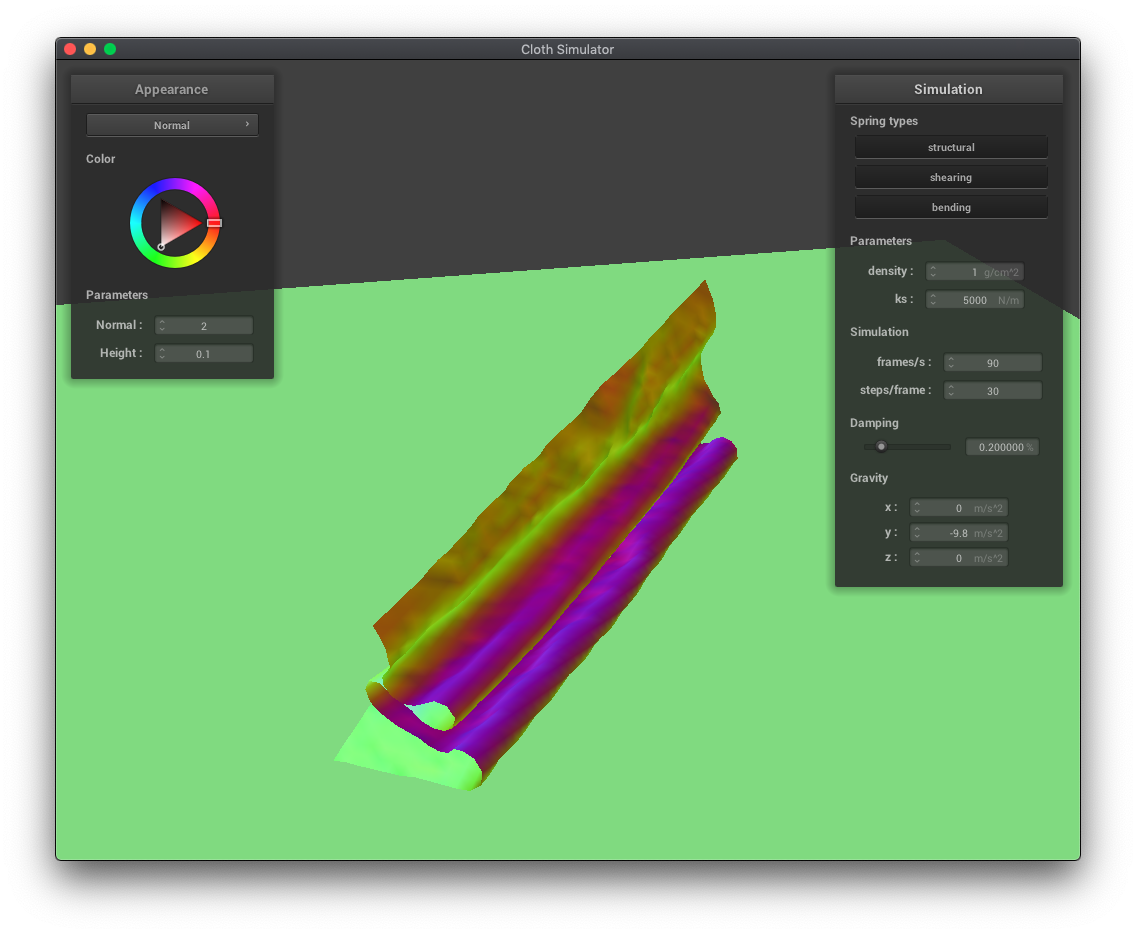 Cloth Simulator
Appearance
Normal
Color
Parameters
Normal : 2
Height : 0.1
Simulation
Spring types
structural
shearing
bending
Parameters
density : 1 g/cm^2
ks : 5000 N/m
Simulation
frames/s : 90
steps/frame : 30
Damping
0.200000 %
Gravity
x : 0 m/s^2
y : -9.8 m/s^2
z : 0 m/s^2